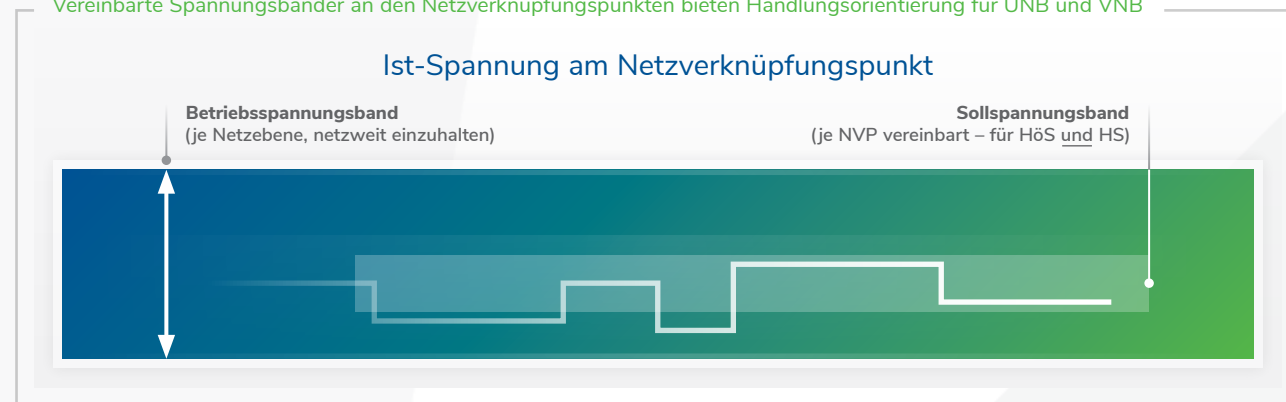 Vereinbarte Spannungsbänder an den Netzverknüpfungspunkten bieten Handlungsorientierung für ÜNB und VNB
Ist-Spannung am Netzverknüpfungspunkt
Betriebsspannungsband
(je Netzebene, netzweit einzuhalten)
Sollspannungsband
(je NVP vereinbart – für HöS und HS)